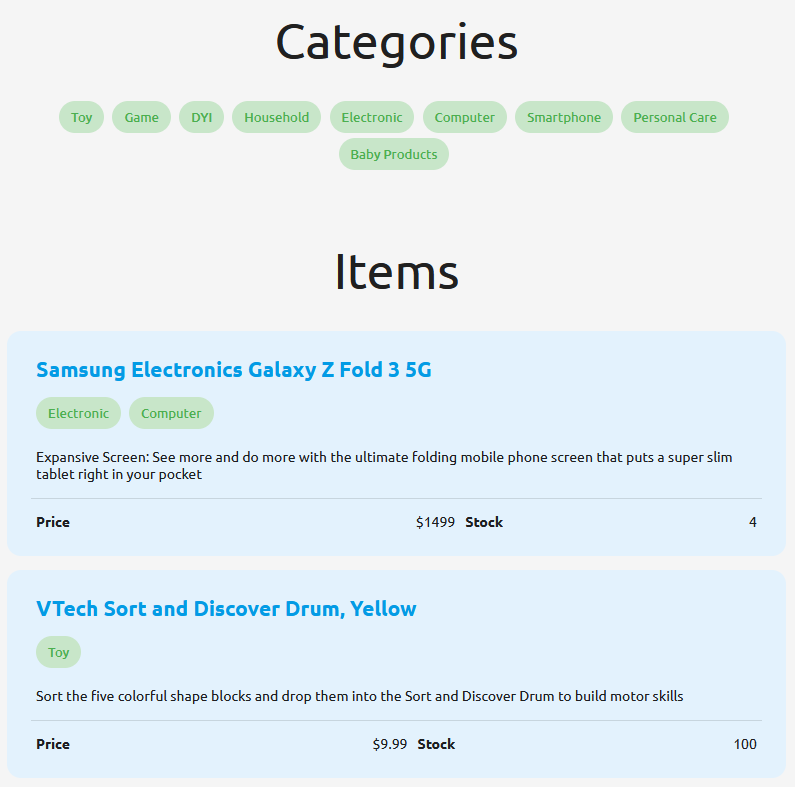 Categories
Toy Game DYI Household Electronic Computer Smartphone Personal Care
Baby Products
Items
Samsung Electronics Galaxy Z Fold 3 5G
Electronic Computer
Expansive Screen: See more and do more with the ultimate folding mobile phone screen that puts a super slim
tablet right in your pocket
Price $1499 Stock 4
VTech Sort and Discover Drum, Yellow
Toy
Sort the five colorful shape blocks and drop them into the Sort and Discover Drum to build motor skills
Price $9.99 Stock 100